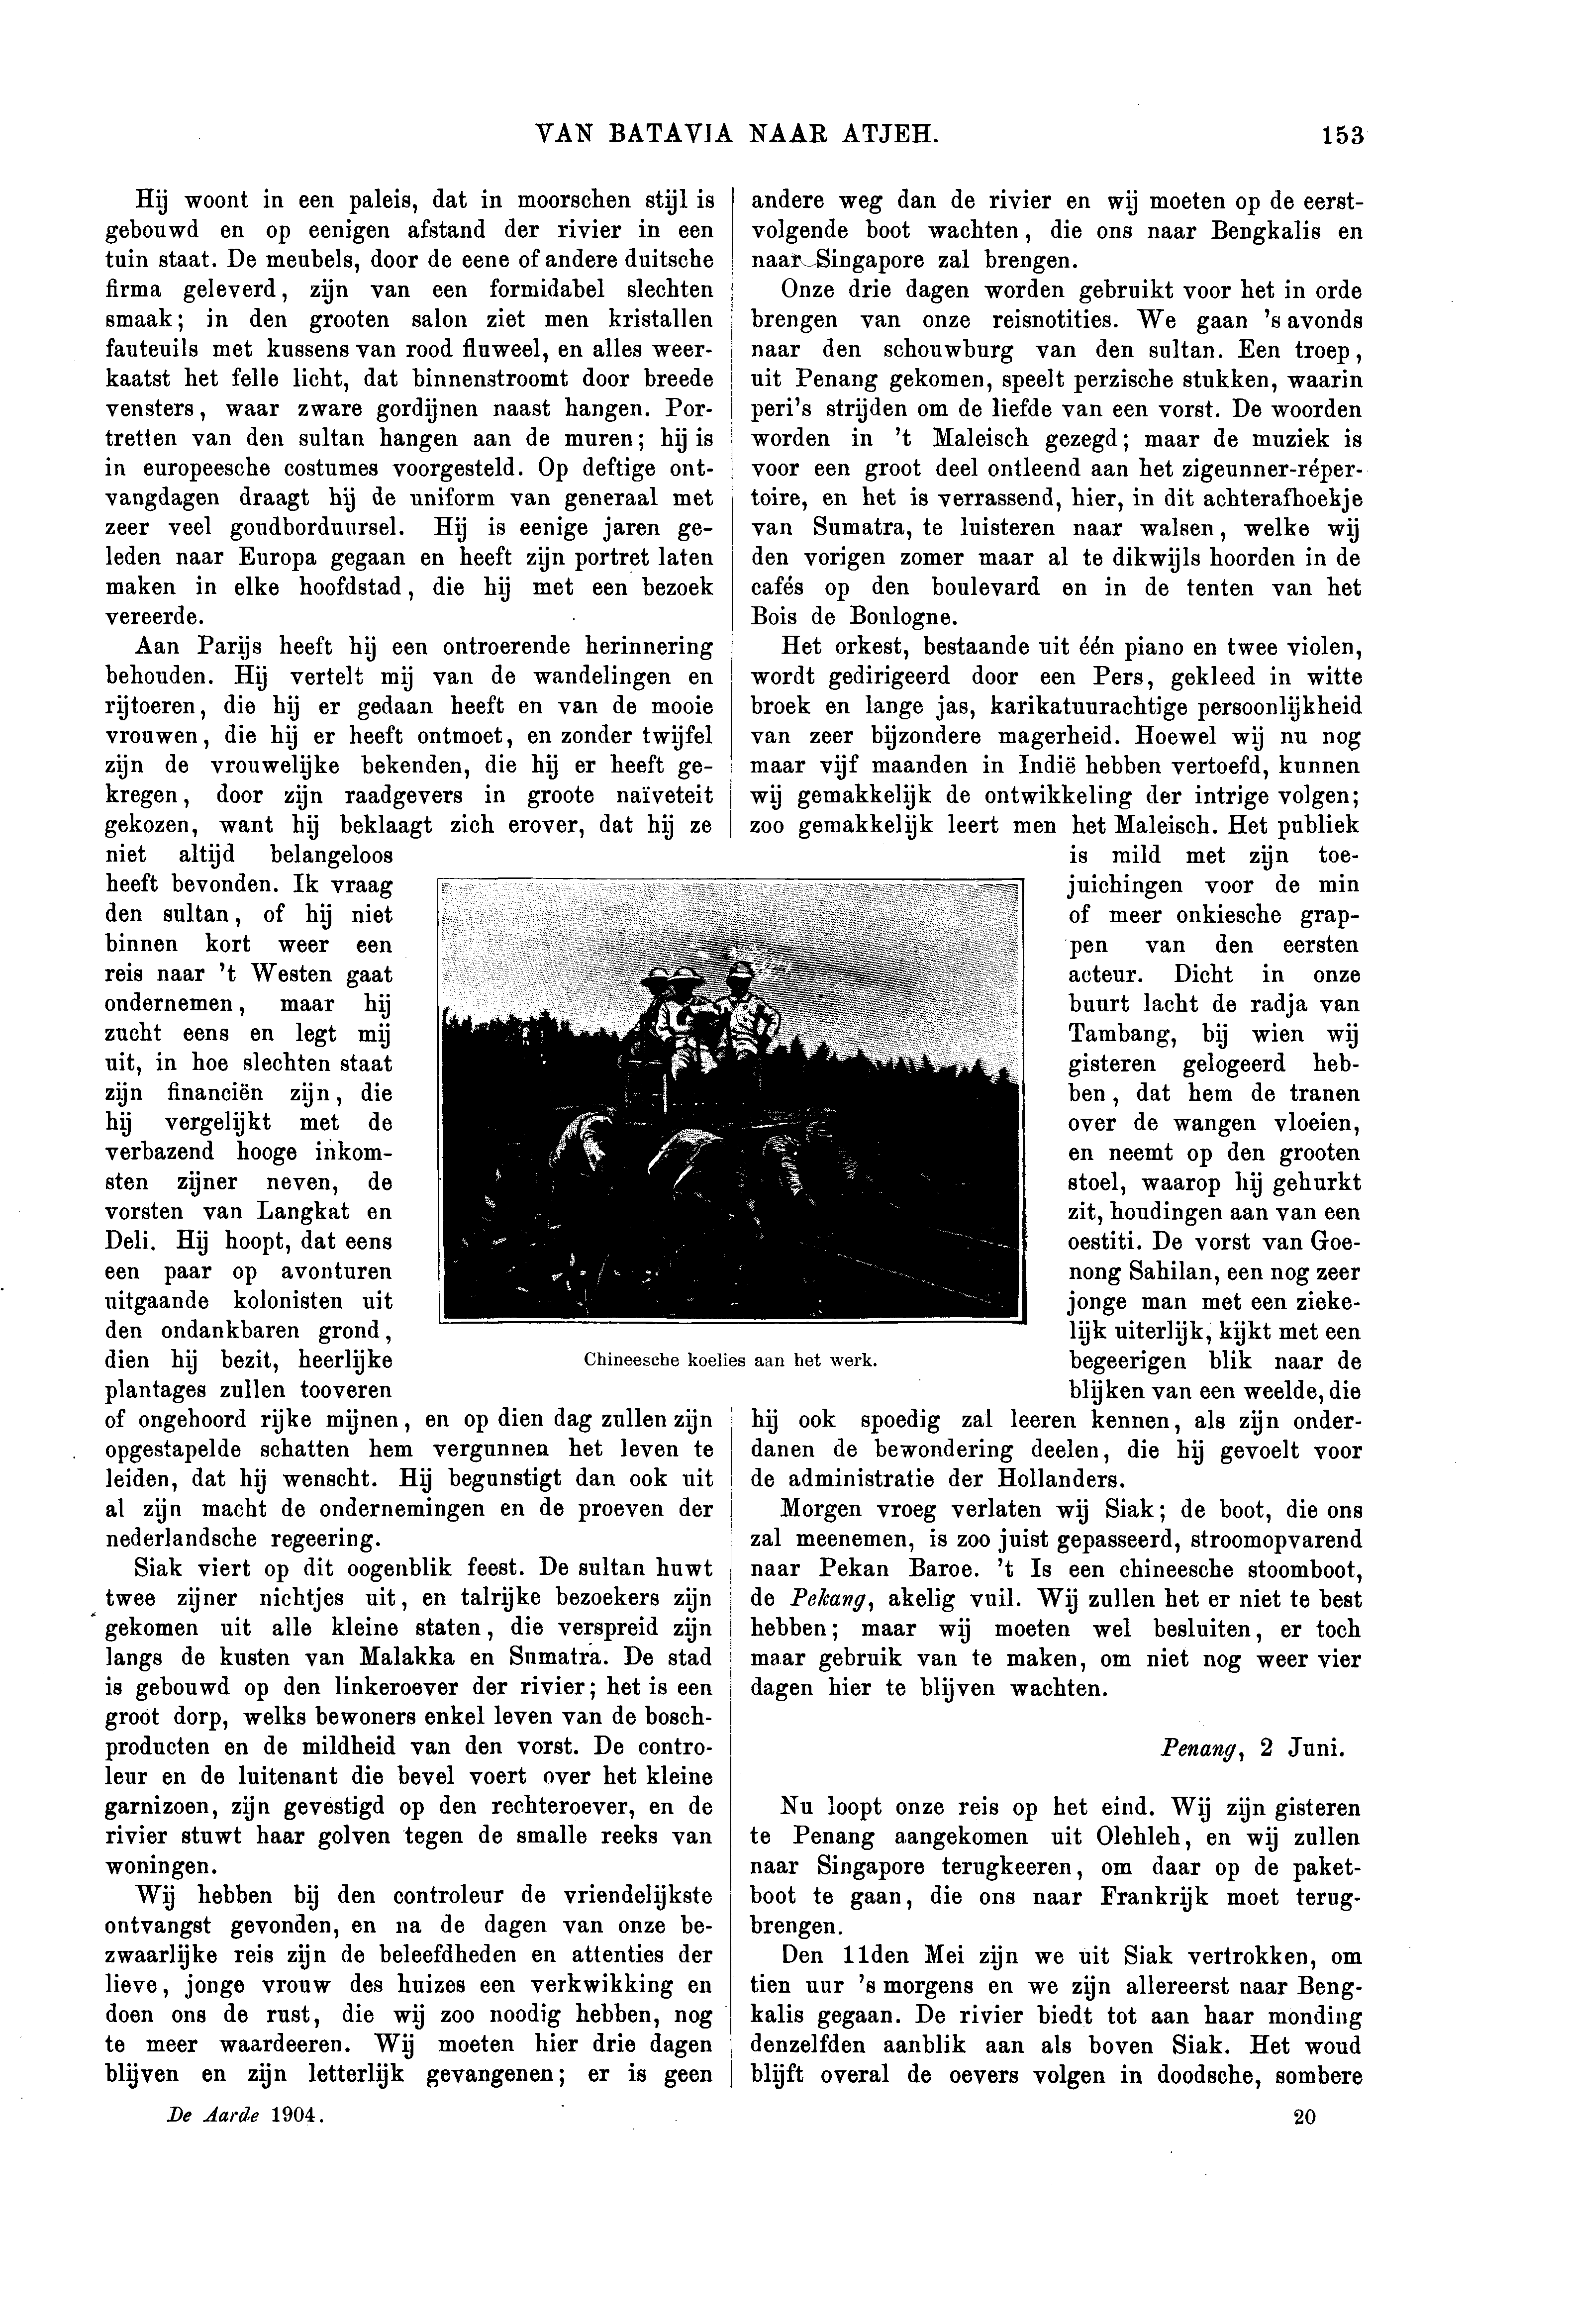 VAN BATAVIA NAAR ATJEH. 153
Hij woont in een paleis, dat in moorschen stijl is
gebouwd en op eenigen afstand der rivier in een
tuin staat. De meubels, door de eene of andere duitsche
firma geleverd, zijn van een formidabel slechten
smaak; in den grooten salon ziet men kristallen
fauteuils met kussens van rood fluweel, en alles weer-
kaatst het felle licht, dat binnenstroomt door breede
vensters, waar zware gordijnen naast hangen. Por-
tretten van den sultan hangen aan de muren; hij is
in europeesche costumes voorgesteld. Op deftige ont-
vangdagen draagt hij de uniform van generaal met
zeer veel goudborduursel. Hij is eenige jaren ge-
leden naar Europa gegaan en heeft zijn portret laten
maken in elke hoofdstad, die hij met een bezoek
vereerde.
Aan Parijs heeft hij een ontroerende herinnering
behouden. Hij vertelt mij van de wandelingen en
rijtoeren, die hij er gedaan heeft en van de mooie
vrouwen, die hij er heeft ontmoet, en zonder twijfel
zijn de vrouwelijke bekenden, die hij er heeft ge-
kregen, door zijn raadgevers in groote naïveteit
gekozen, want hij beklaagt zich erover, dat hij ze
niet altijd belangeloos
heeft bevonden. Ik vraag
den sultan, of hij niet
binnen kort weer een
reis naar 't Westen gaat
ondernemen, maar hij
zucht eens en legt mij
uit, in hoe slechten staat
zijn financiën zijn, die
hij vergelijkt met de
verbazend hooge inkom-
sten zijner neven, de
vorsten van Langkat en
Deli. Hij hoopt, dat eens
een paar op avonturen
uitgaande kolonisten uit
den ondankbaren grond,
dien hij bezit, heerlijke
plantages zullen tooveren
of ongehoord rijke mijnen, en op dien dag zullen zijn
opgestapelde schatten hem vergunnen het leven te
leiden, dat hij wenscht. Hij begunstigt dan ook uit
al zijn macht de ondernemingen en de proeven der
nederlandsche regeering.
Siak viert op dit oogenblik feest. De sultan huwt
twee zijner nichtjes uit, en talrijke bezoekers zijn
gekomen uit alle kleine staten, die verspreid zijn
langs de kusten van Malakka en Sumatra. De stad
is gebouwd op den linkeroever der rivier; het is een
groot dorp, welks bewoners enkel leven van de bosch-
producten en de mildheid van den vorst. De contro-
leur en de luitenant die bevel voert over het kleine
garnizoen, zijn gevestigd op den rechteroever, en de
rivier stuwt haar golven tegen de smalle reeks van
woningen.
Wij hebben bij den controleur de vriendelijkste
ontvangst gevonden, en na de dagen van onze be-
zwaarlijke reis zijn de beleefdheden en attenties der
lieve, jonge vrouw des huizes een verkwikking en
doen ons de rust, die wij zoo noodig hebben, nog
te meer waardeeren. Wij moeten hier drie dagen
blijven en zijn letterlijk gevangenen; er is geen
Chineesche koelies aan het werk.
andere weg dan de rivier en wij moeten op de eerst-
volgende boot wachten, die ons naar Bengkalis en
naar Singapore zal brengen.
Onze drie dagen worden gebruikt voor het in orde
brengen van onze reisnotities. We gaan 's avonds
naar den schouwburg van den sultan. Een troep,
uit Penang gekomen, speelt perzische stukken, waarin
peri's strijden om de liefde van een vorst. De woorden
worden in 't Maleisch gezegd; maar de muziek is
voor een groot deel ontleend aan het zigeunner-réper-
toire, en het is verrassend, hier, in dit achterafhoekje
van Sumatra, te luisteren naar walsen, welke wij
den vorigen zomer maar al te dikwijls hoorden in de
cafés op den boulevard en in de tenten van het
Bois de Boulogne.
Het orkest, bestaande uit één piano en twee violen,
wordt gedirigeerd door een Pers, gekleed in witte
broek en lange jas, karikatuurachtige persoonlijkheid
van zeer bijzondere magerheid. Hoewel wij nu nog
maar vijf maanden in Indië hebben vertoefd, kunnen
wij gemakkelijk de ontwikkeling der intrige volgen;
zoo gemakkelijk leert men het Maleisch. Het publiek
is mild met zijn toe-
juichingen voor de min
of meer onkiesche grap-
pen van den eersten
acteur. Dicht in onze
buurt lacht de radja van
Tambang, bij wien wij
gisteren gelogeerd heb-
ben, dat hem de tranen
over de wangen vloeien,
en neemt op den grooten
stoel, waarop hij gehurkt
zit, houdingen aan van een
oestiti. De vorst van Goe-
nong Sahilan, een nog zeer
jonge man met een zieke-
lijk uiterlijk, kijkt met een
begeerigen blik naar de
blijken van een weelde, die
hij ook spoedig zal leeren kennen, als zijn onder-
danen de bewondering deelen, die hij gevoelt voor
de administratie der Hollanders.
Morgen vroeg verlaten wij Siak; de boot, die ons
zal meenemen, is zoo juist gepasseerd, stroomopvarend
naar Pekan Baroe. 't Is een chineesche stoomboot,
de Pekang, akelig vuil. Wij zullen het er niet te best
hebben; maar wij moeten wel besluiten, er toch
maar gebruik van te maken, om niet nog weer vier
dagen hier te blijven wachten.
Penang, 2 Juni.
Nu loopt onze reis op het eind. Wij zijn gisteren
te Penang aangekomen uit Olehleh, en wij zullen
naar Singapore terugkeeren, om daar op de paket-
boot te gaan, die ons naar Frankrijk moet terug-
brengen.
Den 11den Mei zijn we uit Siak vertrokken, om
tien uur 's morgens en we zijn allereerst naar Beng-
kalis gegaan. De rivier biedt tot aan haar monding
denzelfden aanblik aan als boven Siak. Het woud
blijft overal de oevers volgen in doodsche, sombere
De Aarde 1904. 20